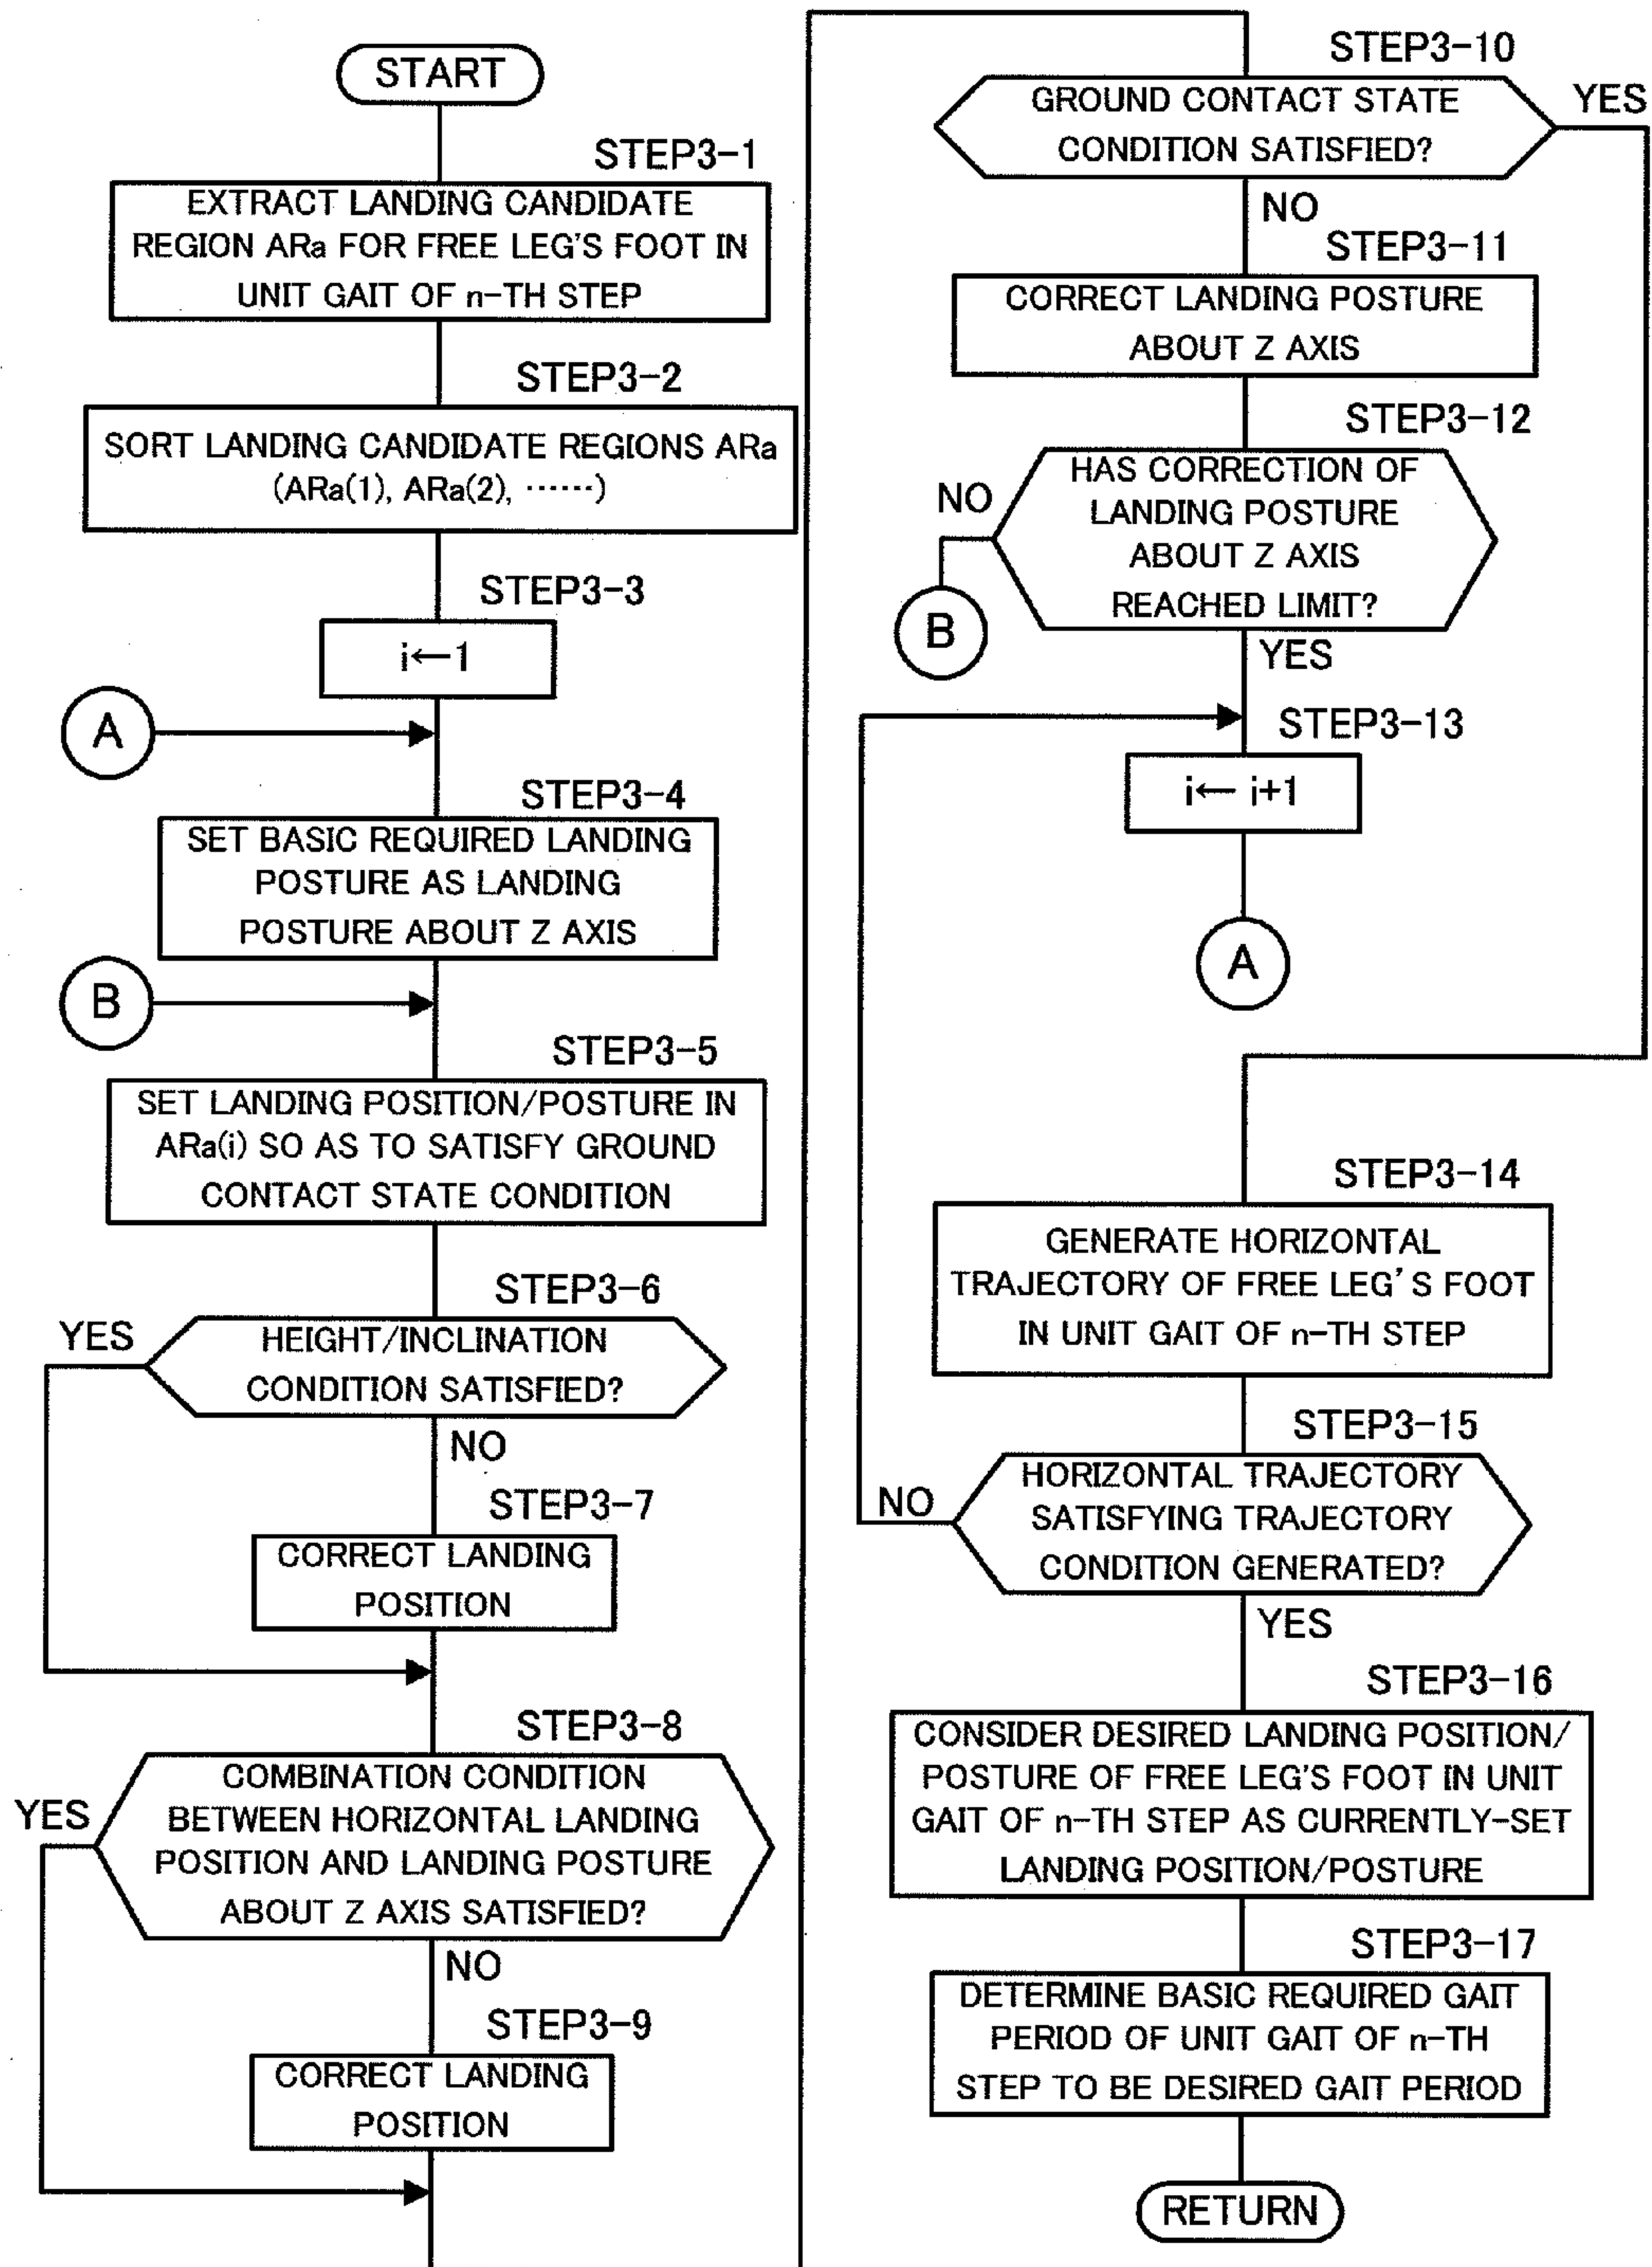 START
STEP3-1
EXTRACT LANDING CANDIDATE
REGION ARa FOR FREE LEG'S FOOT IN
UNIT GAIT OF n-TH STEP
STEP3-2
SORT LANDING CANDIDATE REGIONS ARa
(ARa(1), ARa(2), ······)
STEP3-3
i←1
A
STEP3-4
SET BASIC REQUIRED LANDING
POSTURE AS LANDING
POSTURE ABOUT Z AXIS
B
STEP3-5
SET LANDING POSITION/POSTURE IN
ARa(i) SO AS TO SATISFY GROUND
CONTACT STATE CONDITION
STEP3-6
YES
HEIGHT/INCLINATION
CONDITION SATISFIED?
NO
STEP3-7
CORRECT LANDING
POSITION
STEP3-8
YES
COMBINATION CONDITION
BETWEEN HORIZONTAL LANDING
POSITION AND LANDING POSTURE
ABOUT Z AXIS SATISFIED?
NO
STEP3-9
CORRECT LANDING
POSITION
STEP3-10
GROUND CONTACT STATE
CONDITION SATISFIED?
YES
NO
STEP3-11
CORRECT LANDING POSTURE
ABOUT Z AXIS
STEP3-12
HAS CORRECTION OF
LANDING POSTURE
ABOUT Z AXIS
REACHED LIMIT?
NO
B
YES
STEP3-13
i← i+1
A
STEP3-14
GENERATE HORIZONTAL
TRAJECTORY OF FREE LEG'S FOOT
IN UNIT GAIT OF n-TH STEP
STEP3-15
HORIZONTAL TRAJECTORY
SATISFYING TRAJECTORY
CONDITION GENERATED?
NO
YES
STEP3-16
CONSIDER DESIRED LANDING POSITION/
POSTURE OF FREE LEG'S FOOT IN UNIT
GAIT OF n-TH STEP AS CURRENTLY-SET
LANDING POSITION/POSTURE
STEP3-17
DETERMINE BASIC REQUIRED GAIT
PERIOD OF UNIT GAIT OF n-TH
STEP TO BE DESIRED GAIT PERIOD
RETURN